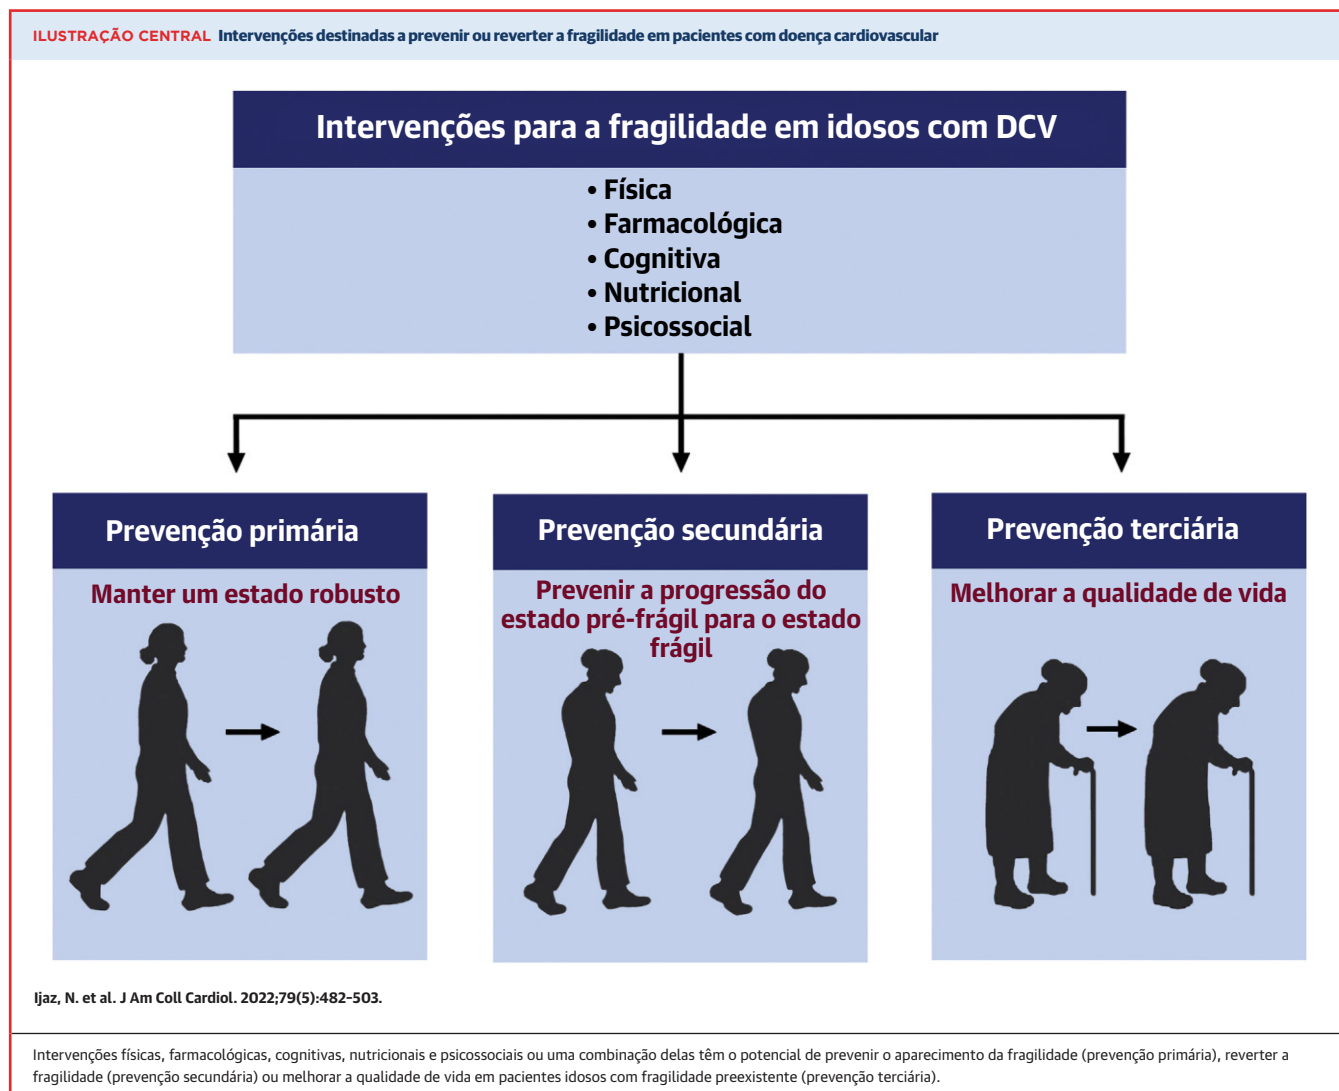 ILUSTRAÇÃO CENTRAL Intervenções destinadas a prevenir ou reverter a fragilidade em pacientes com doença cardiovascular
Intervenções para a fragilidade em idosos com DCV
• Física
• Farmacológica
• Cognitiva
• Nutricional
• Psicossocial
Prevenção primária
Manter um estado robusto
Prevenção secundária
Prevenir a progressão do
estado pré-frágil para o estado
frágil
Prevenção terciária
Melhorar a qualidade de vida
Ijaz, N. et al. J Am Coll Cardiol. 2022;79(5):482-503.
Intervenções físicas, farmacológicas, cognitivas, nutricionais e psicossociais ou uma combinação delas têm o potencial de prevenir o aparecimento da fragilidade (prevenção primária), reverter a
fragilidade (prevenção secundária) ou melhorar a qualidade de vida em pacientes idosos com fragilidade preexistente (prevenção terciária).